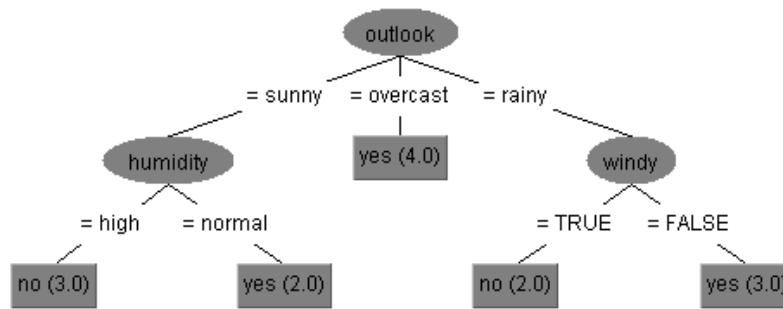 outlook
= sunny = overcast = rainy
humidity yes (4.0) windy
= high = normal = TRUE = FALSE
no (3.0) yes (2.0) no (2.0) yes (3.0)